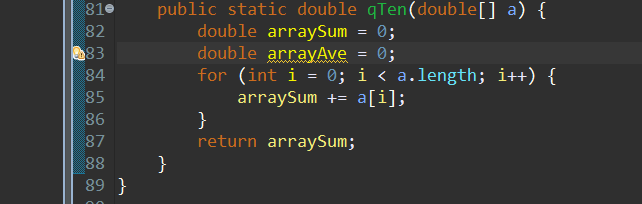 81 public static double qTen(double[] a) {
82 double arraySum = 0;
83 double arrayAve = 0;
84 for (int i = 0; i < a.length; i++) {
85 arraySum += a[i];
86 }
87 return arraySum;
88 }
89 }